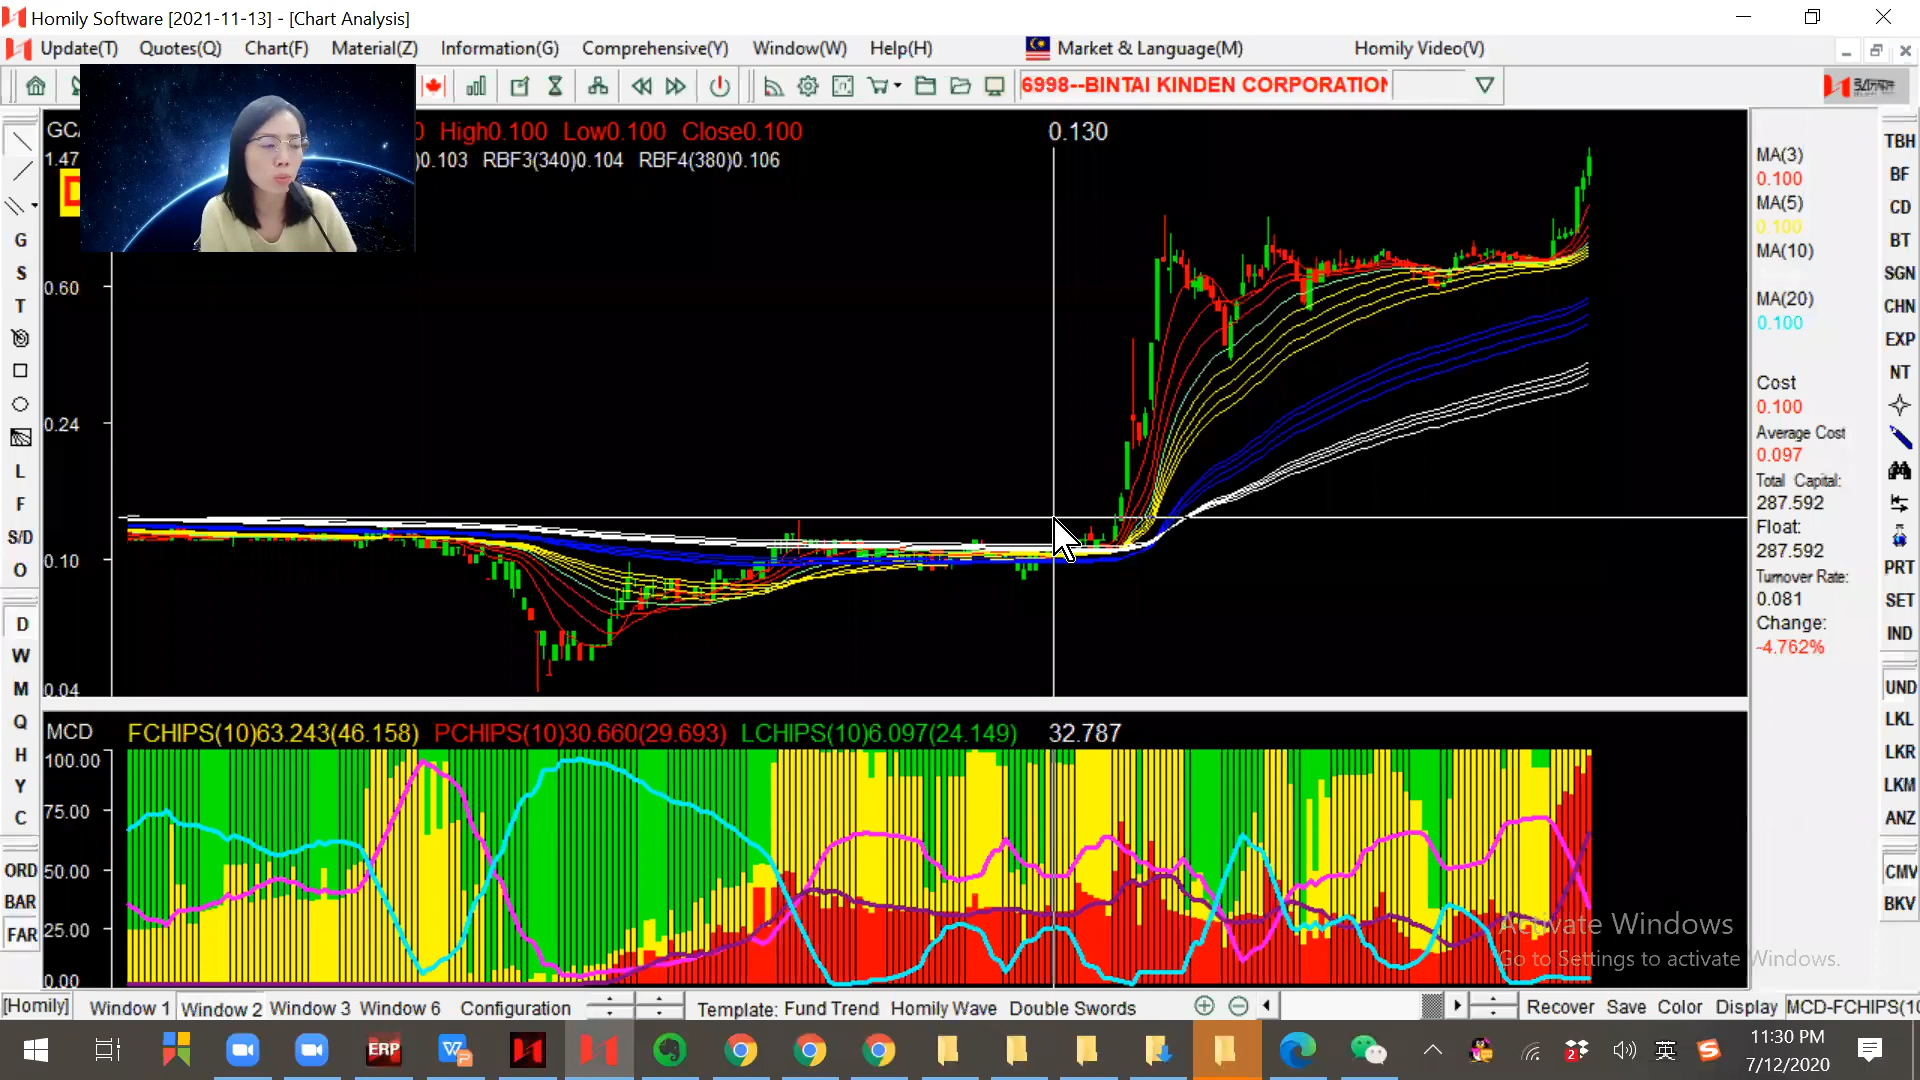 Homily Software [2021-11-13] - [Chart Analysis]
Update(T) Quotes(Q) Chart(F) Material(Z) Information(G) Comprehensive(Y) Window(W) Help(H) Market & Language(M) Homily Video(V)
6998--BINTAI KINDEN CORPORATION
High0.100 Low0.100 Close0.100 0.130
)0.103 RBF3(340)0.104 RBF4(380)0.106
1.47
0.60
0.24
0.10
0.04
G
S
T
L
F
S/D
O
D
W
M
Q
H
Y
C
ORD
BAR
FAR
MA(3)
0.100
MA(5)
0.100
MA(10)
MA(20)
0.100
Cost
0.100
Average Cost
0.097
Total Capital:
287.592
Float:
287.592
Turnover Rate:
0.081
Change:
-4.762%
TBH
BF
CD
BT
SGN
CHN
EXP
NT
PRT
SET
IND
UND
LKL
LKR
LKM
ANZ
CMV
BKV
MCD FCHIPS(10)63.243(46.158) PCHIPS(10)30.660(29.693) LCHIPS(10)6.097(24.149) 32.787
100.00
75.00
50.00
25.00
0.00
Activate Windows
Go to Settings to activate Windows.
[Homily] Window 1 Window 2 Window 3 Window 6 Configuration Template: Fund Trend Homily Wave Double Swords Recover Save Color Display MCD-FCHIPS(10
ERP
英
11:30 PM
7/12/2020